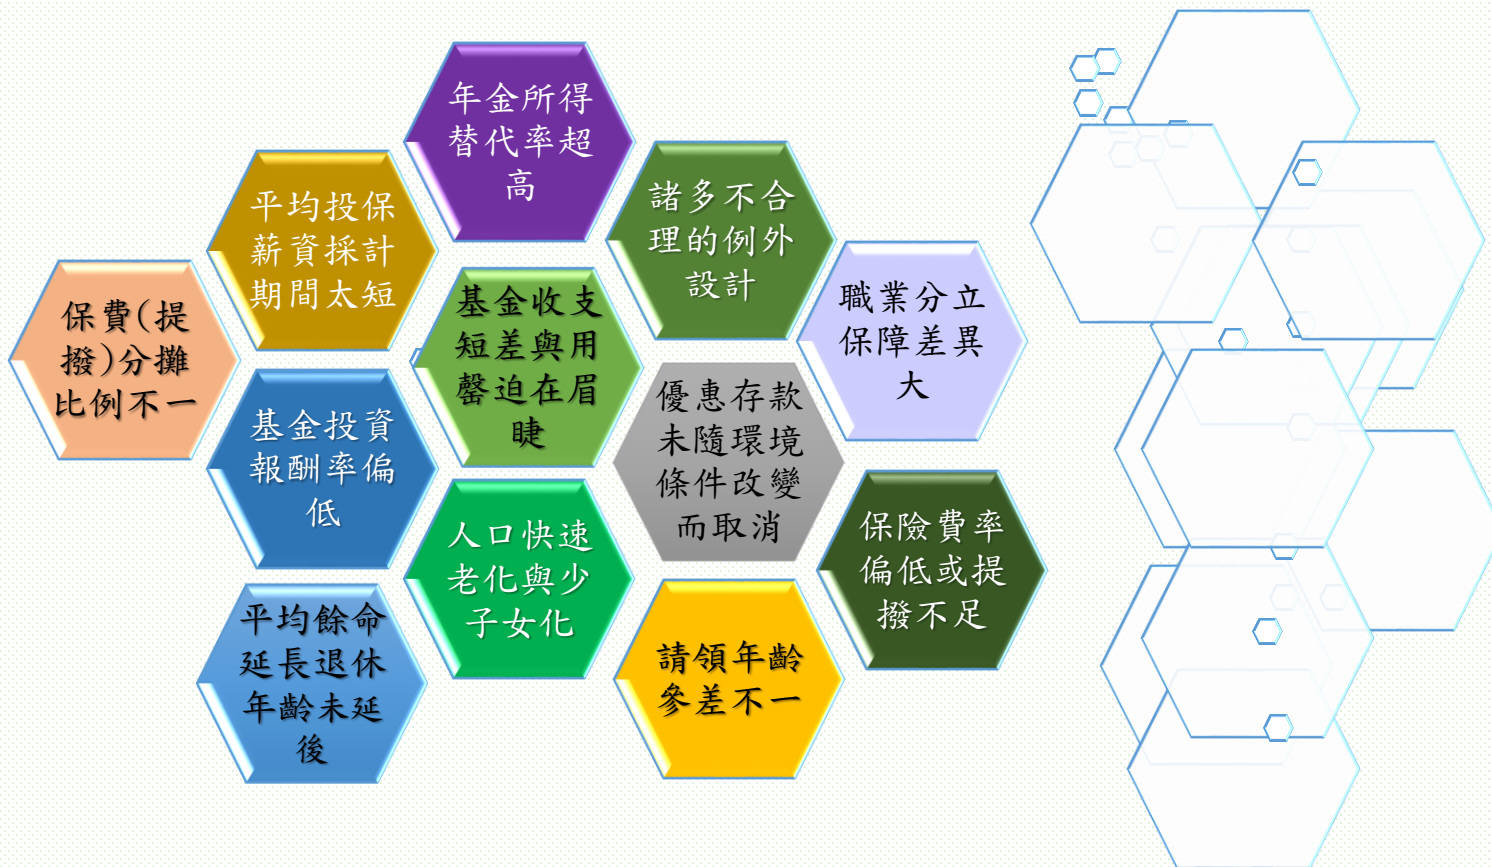 年金所得
替代率超
高
平均投保
薪資採計
期間太短
諸多不合
理的例外
設計
保費(提
撥)分攤
比例不一
基金收支
短差與用
罄迫在眉
睫
職業分立
保障差異
大
基金投資
報酬率偏
低
優惠存款
未隨環境
條件改變
而取消
人口快速
老化與少
子女化
保險費率
偏低或提
撥不足
平均餘命
延長退休
年齡未延
後
請領年齡
參差不一